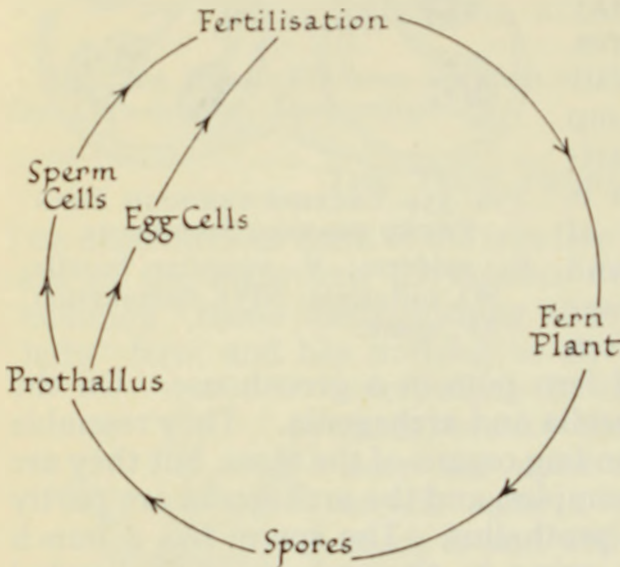 Fertilisation
Sperm
Cells
Egg Cells
Fern
Plant
Prothallus
Spores